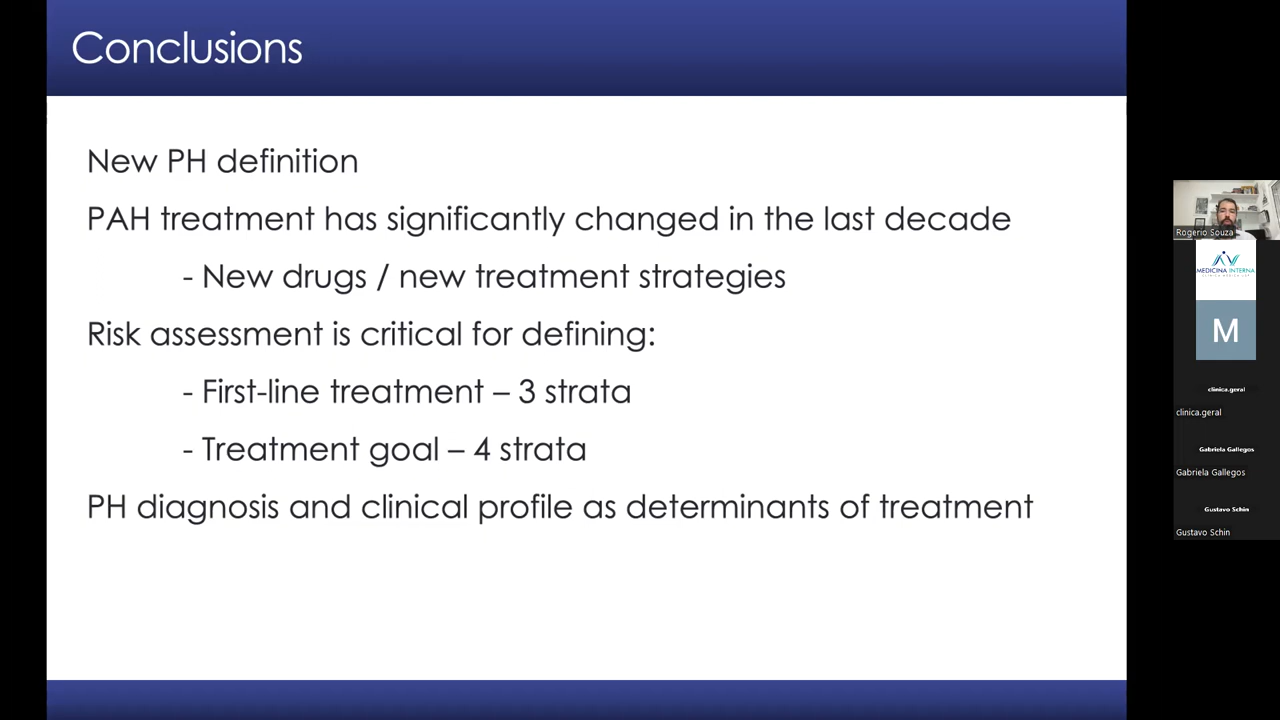 Conclusions
New PH definition
PAH treatment has significantly changed in the last decade
- New drugs / new treatment strategies
Risk assessment is critical for defining:
- First-line treatment – 3 strata
- Treatment goal – 4 strata
PH diagnosis and clinical profile as determinants of treatment
Rogerio Souza
MEDICINA INTERNA
M
clinica.geral
clinica.geral
Gabriela Gallegos
Gabriela Gallegos
Gustavo Schin
Gustavo Schin